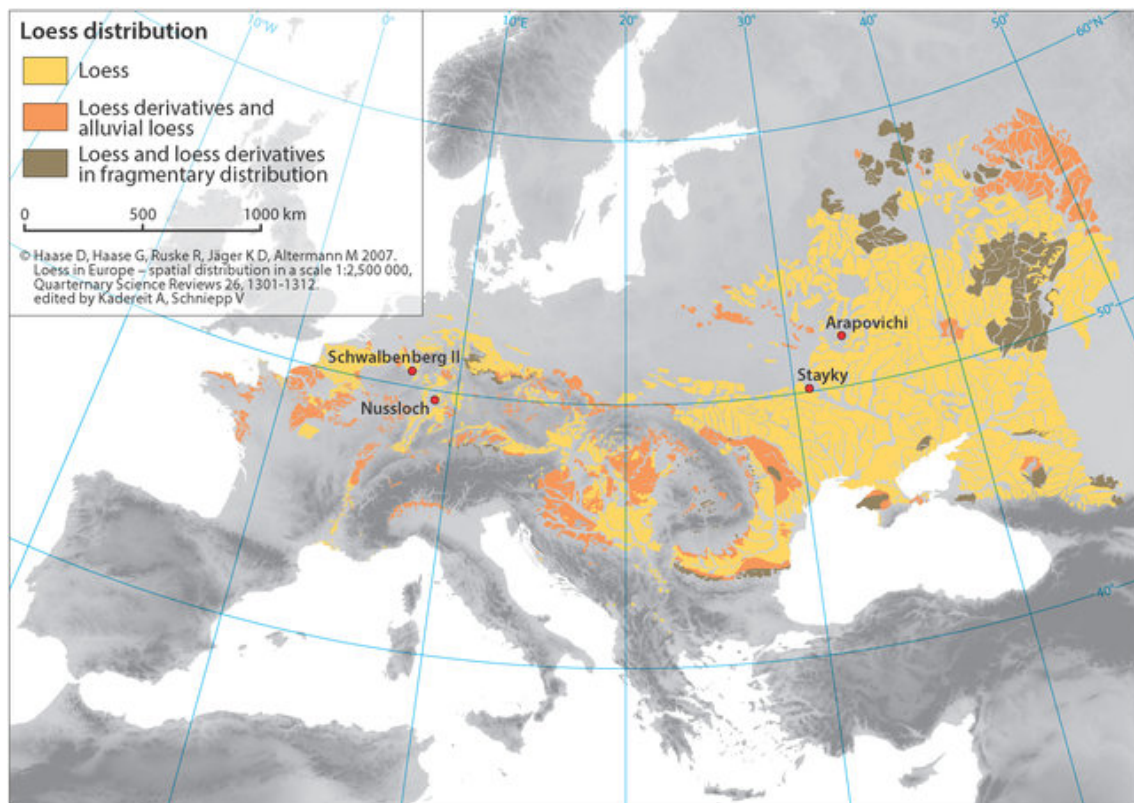 Loess distribution
Loess
Loess derivatives and
alluvial loess
Loess and loess derivatives
in fragmentary distribution
0 500 1000 km
© Haase D, Haase G, Ruske R, Jäger K D, Altermann M 2007.
Loess in Europe – spatial distribution in a scale 1:2,500 000,
Quarternary Science Reviews 26, 1301-1312
edited by Kadereit A, Schniepp V
10°W
0°
10°E
20°
30°
40°
50°
60°N
50°
40°
Arapovichi
Stayky
Schwalbenberg II
Nussloch